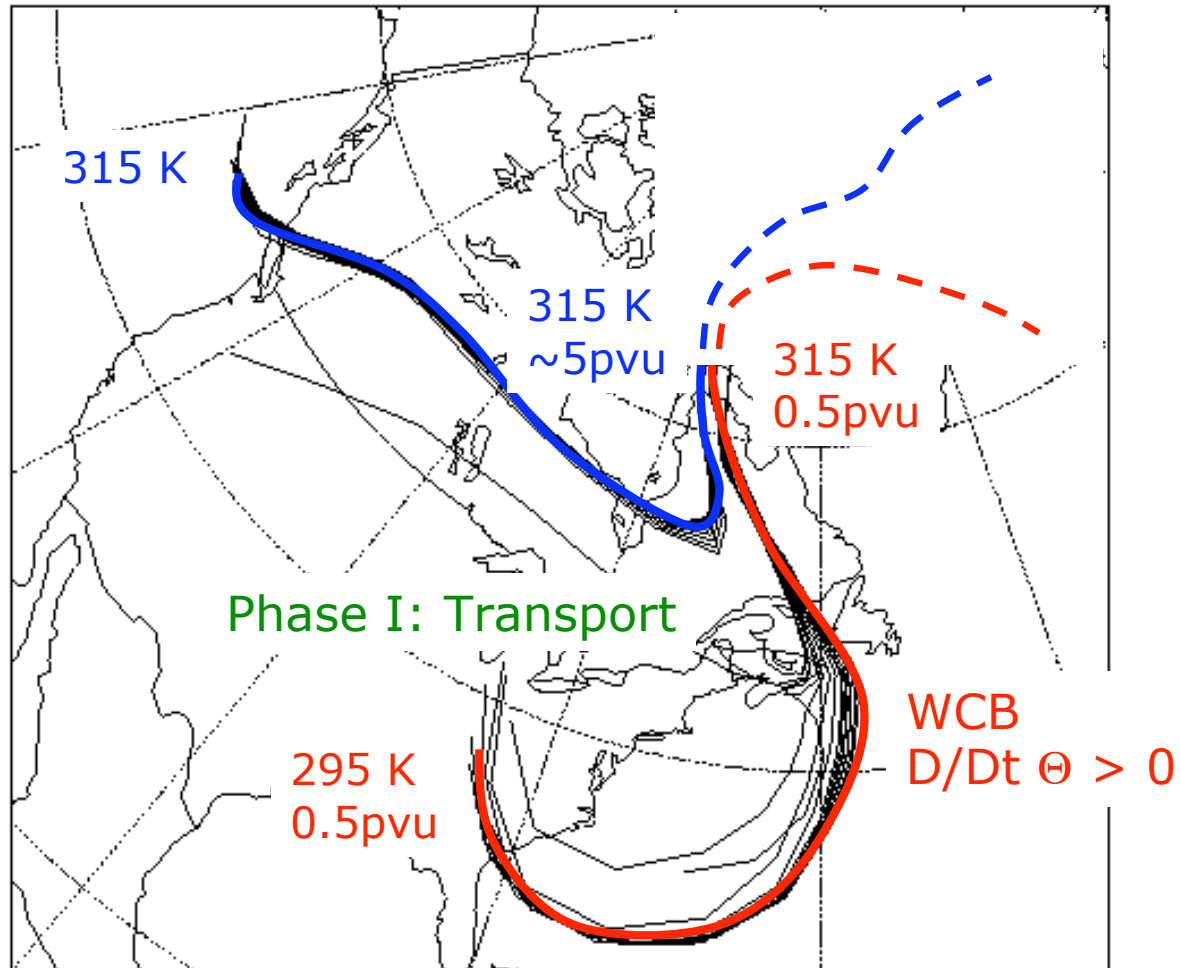 315 K
315 K
~5pvu
315 K
0.5pvu
Phase I: Transport
WCB
D/Dt Θ > 0
295 K
0.5pvu